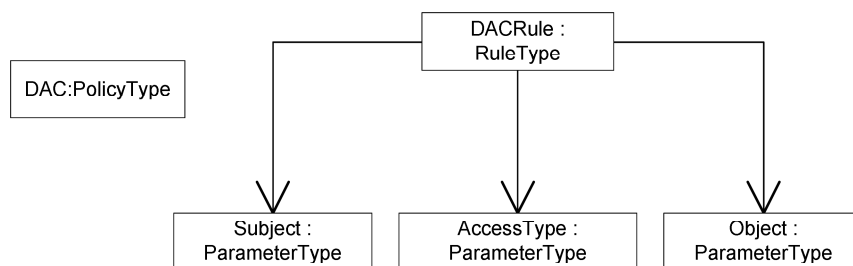 DACRule :
RuleType
DAC:PolicyType
Subject :
ParameterType
AccessType :
ParameterType
Object :
ParameterType